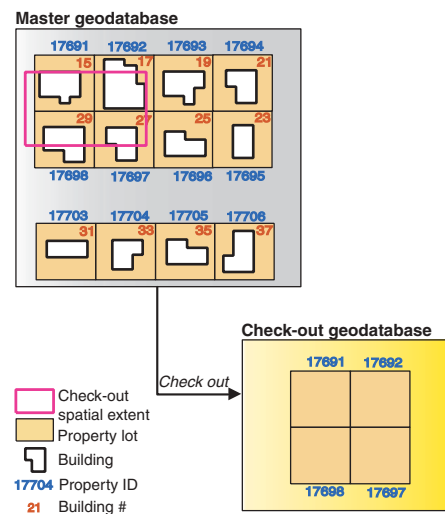 Master geodatabase
17691 17692 17693 17694
15 17 19 21
29 27 25 23
17698 17697 17696 17695
17703 17704 17705 17706
31 33 35 37
Check-out geodatabase
Check out
17691 17692
17698 17697
Check-out
spatial extent
Property lot
Building
17704 Property ID
21 Building #